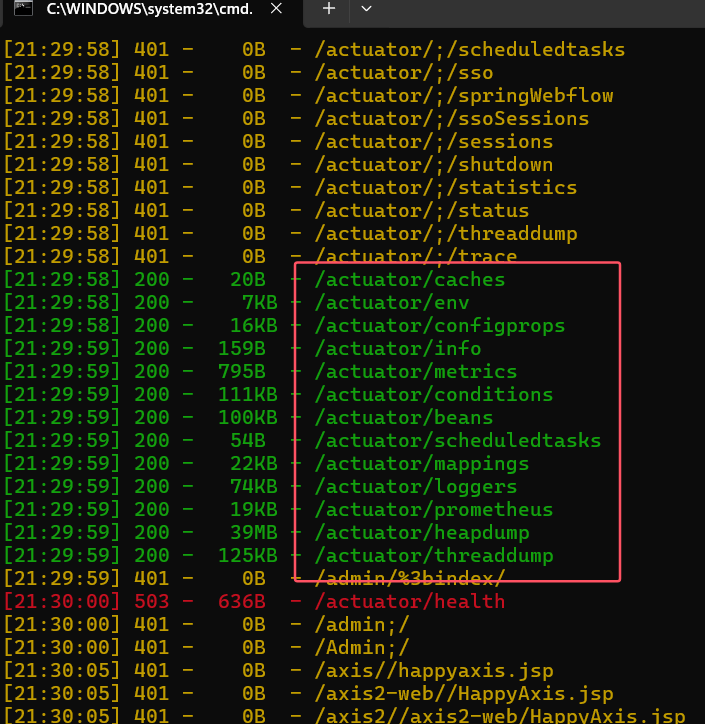 C:\WINDOWS\system32\cmd.
[21:29:58] 401 -    0B  - /actuator/;/scheduledtasks
[21:29:58] 401 -    0B  - /actuator/;/sso
[21:29:58] 401 -    0B  - /actuator/;/springWebflow
[21:29:58] 401 -    0B  - /actuator/;/ssoSessions
[21:29:58] 401 -    0B  - /actuator/;/sessions
[21:29:58] 401 -    0B  - /actuator/;/shutdown
[21:29:58] 401 -    0B  - /actuator/;/statistics
[21:29:58] 401 -    0B  - /actuator/;/status
[21:29:58] 401 -    0B  - /actuator/;/threaddump
[21:29:58] 401 -    0B  - /actuator/;/trace
[21:29:58] 200 -   20B  - /actuator/caches
[21:29:58] 200 -    7KB - /actuator/env
[21:29:58] 200 -   16KB - /actuator/configprops
[21:29:59] 200 -  159B  - /actuator/info
[21:29:59] 200 -  795B  - /actuator/metrics
[21:29:59] 200 -  111KB - /actuator/conditions
[21:29:59] 200 -  100KB - /actuator/beans
[21:29:59] 200 -   54B  - /actuator/scheduledtasks
[21:29:59] 200 -   22KB - /actuator/mappings
[21:29:59] 200 -   74KB - /actuator/loggers
[21:29:59] 200 -   19KB - /actuator/prometheus
[21:29:59] 200 -   39MB - /actuator/heapdump
[21:29:59] 200 -  125KB - /actuator/threaddump
[21:29:59] 401 -    0B  - /admin/%3bindex/
[21:30:00] 503 -  636B  - /actuator/health
[21:30:00] 401 -    0B  - /admin;/
[21:30:00] 401 -    0B  - /Admin;/
[21:30:05] 401 -    0B  - /axis//happyaxis.jsp
[21:30:05] 401 -    0B  - /axis2-web//HappyAxis.jsp
[21:30:05] 401 -    0B  - /axis2//axis2-web/HappyAxis.jsp